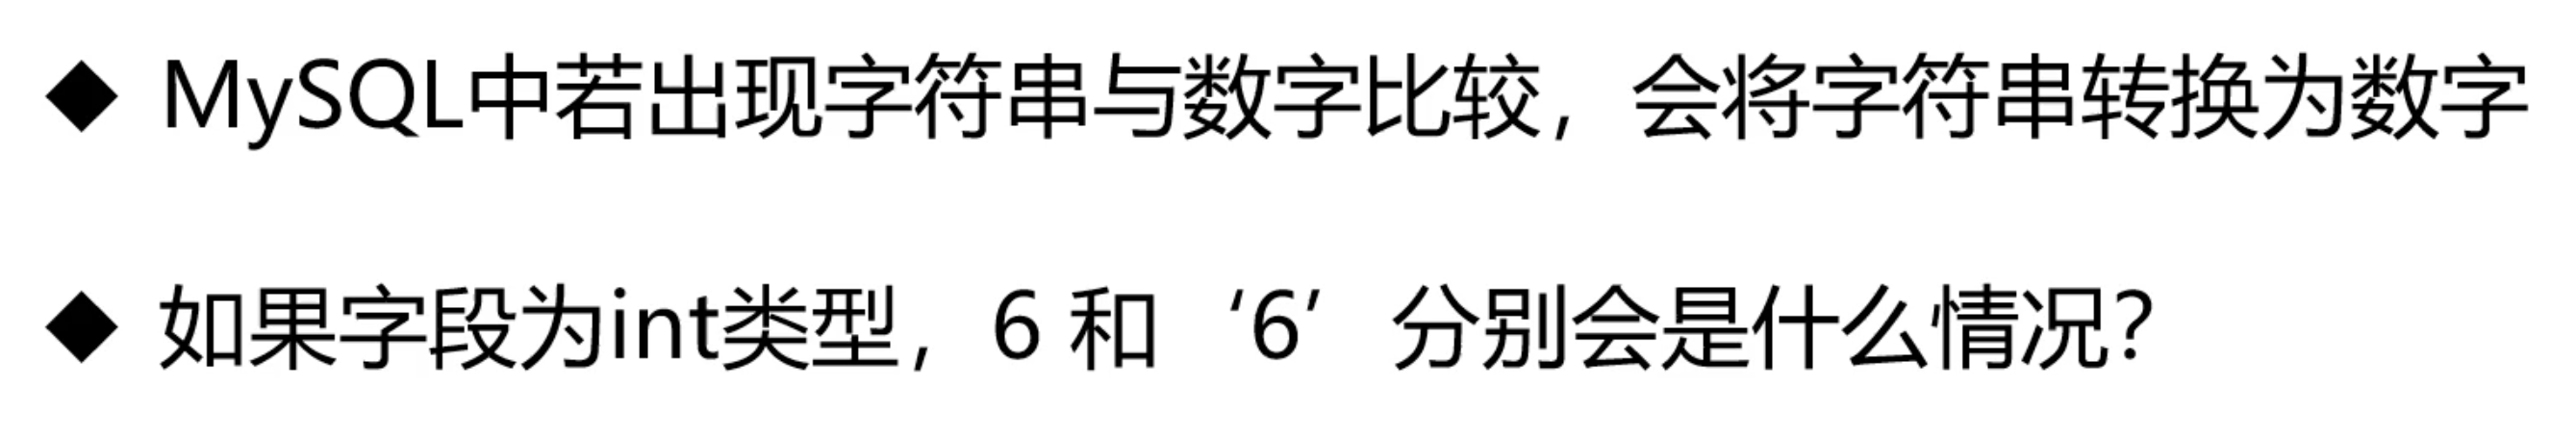 ◆ MySQL中若出现字符串与数字比较，会将字符串转换为数字
◆ 如果字段为int类型，6 和 ‘6’ 分别会是什么情况？